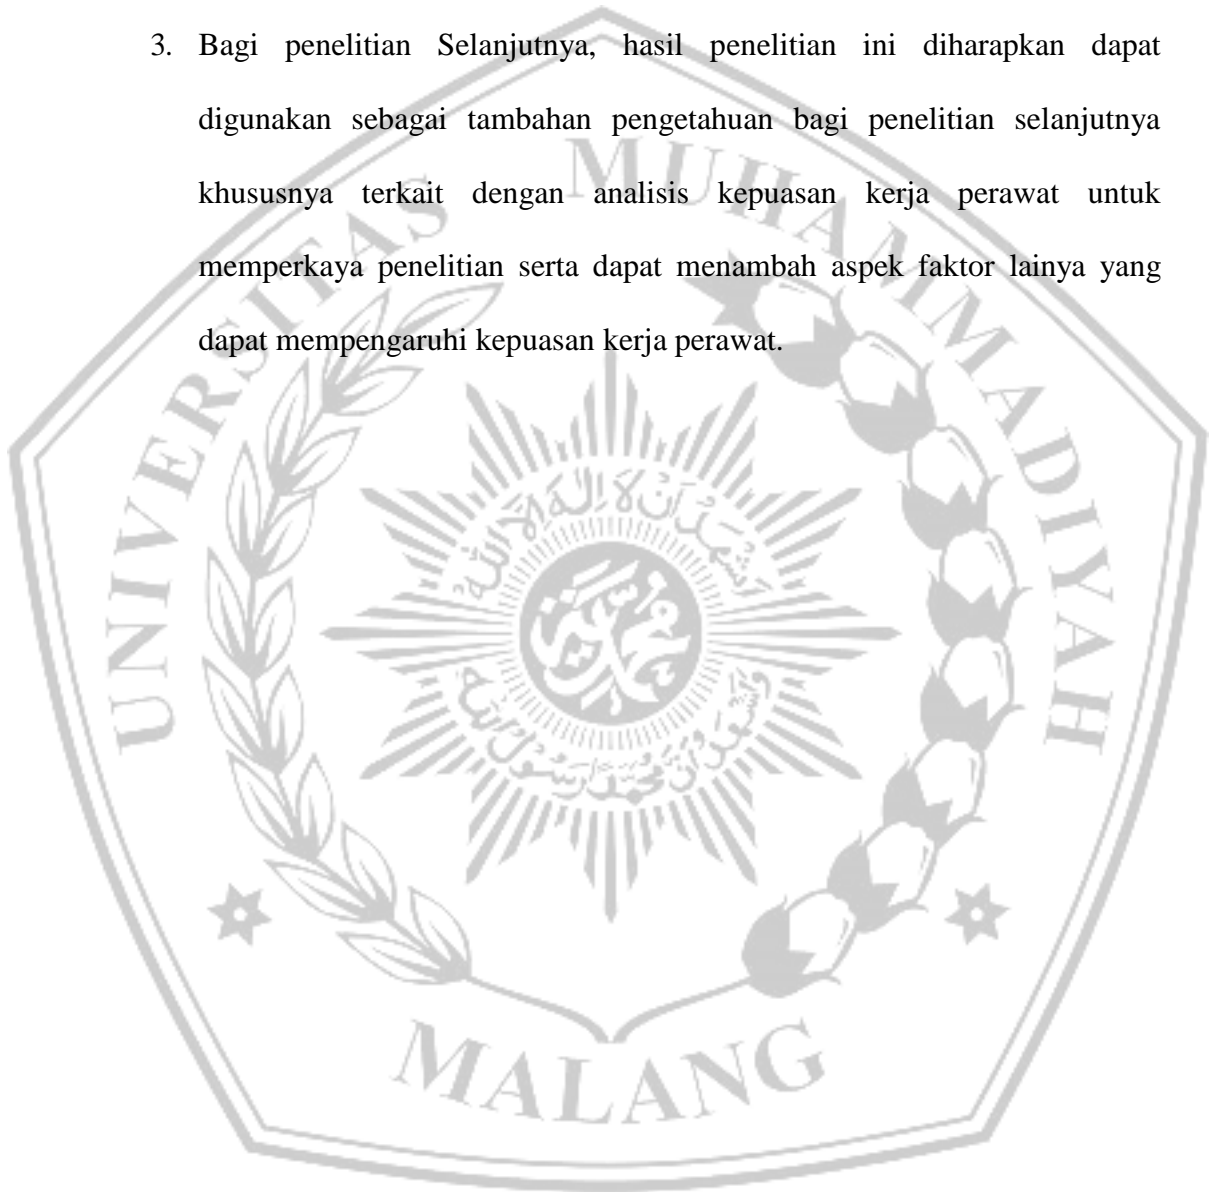 3. Bagi penelitian Selanjutnya, hasil penelitian ini diharapkan dapat
digunakan sebagai tambahan pengetahuan bagi penelitian selanjutnya
khususnya terkait dengan analisis kepuasan kerja perawat untuk
memperkaya penelitian serta dapat menambah aspek faktor lainya yang
dapat mempengaruhi kepuasan kerja perawat.
UNIVERSITAS MUHAMMADIYAH
MALANG